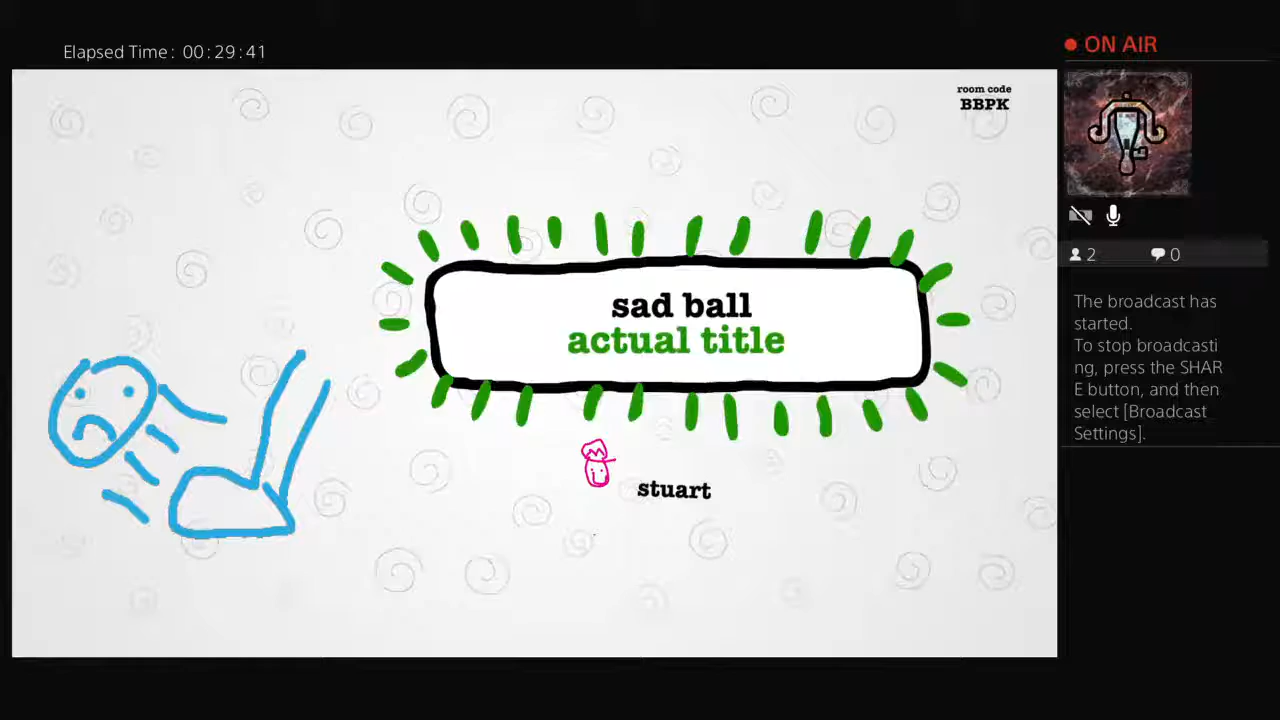 Elapsed Time: 00:29:41
ON AIR
room code
BBPK
2
0
sad ball
actual title
stuart
The broadcast has
started.
To stop broadcasti
ng, press the SHAR
E button, and then
select [Broadcast
Settings].